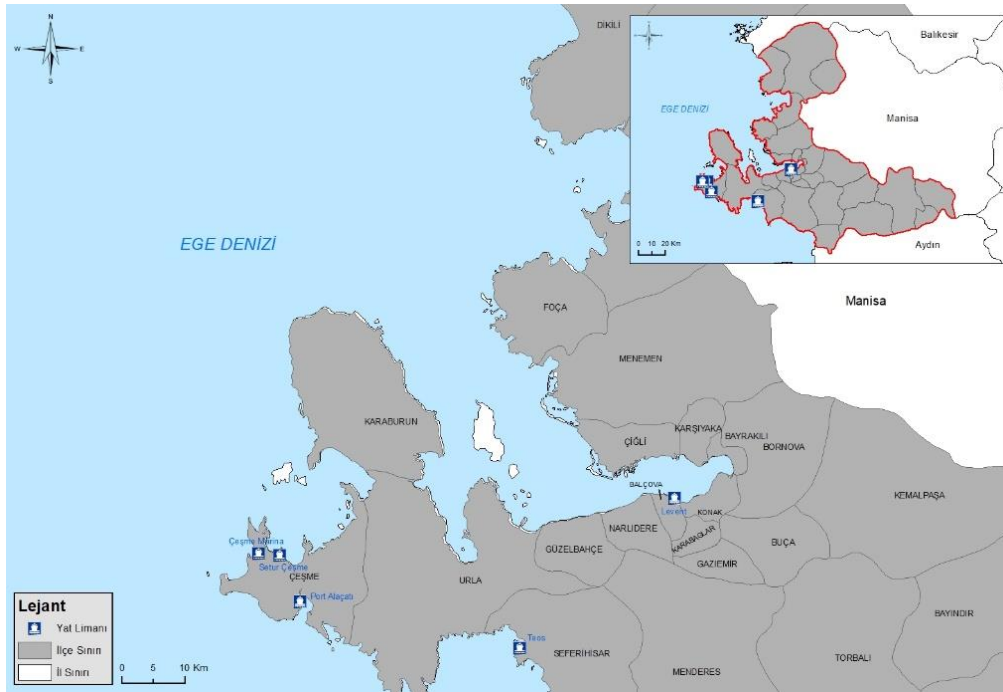 N
W E
S
DİKİLİ
EGE DENİZİ
FOÇA
MENEMEN
Manisa
KARABURUN
ÇİĞLİ
KARŞIYAKA
BAYRAKLI
BORNOVA
KEMALPAŞA
BALÇOVA
Levent
KONAK
NARLIDERE
KARABAĞLAR
GÜZELBAHÇE
BUCA
GAZİEMİR
Çeşme Marina
Setur Çeşme
ÇEŞME
URLA
Port Alaçatı
BAYINDIR
Teos
SEFERİHİSAR
MENDERES
TORBALI
Lejant
Yat Limanı
İlçe Sınırı
İl Sınırı
0 5 10 Km
Balıkesir
EGE DENİZİ
Manisa
0 10 20 Km
Aydın